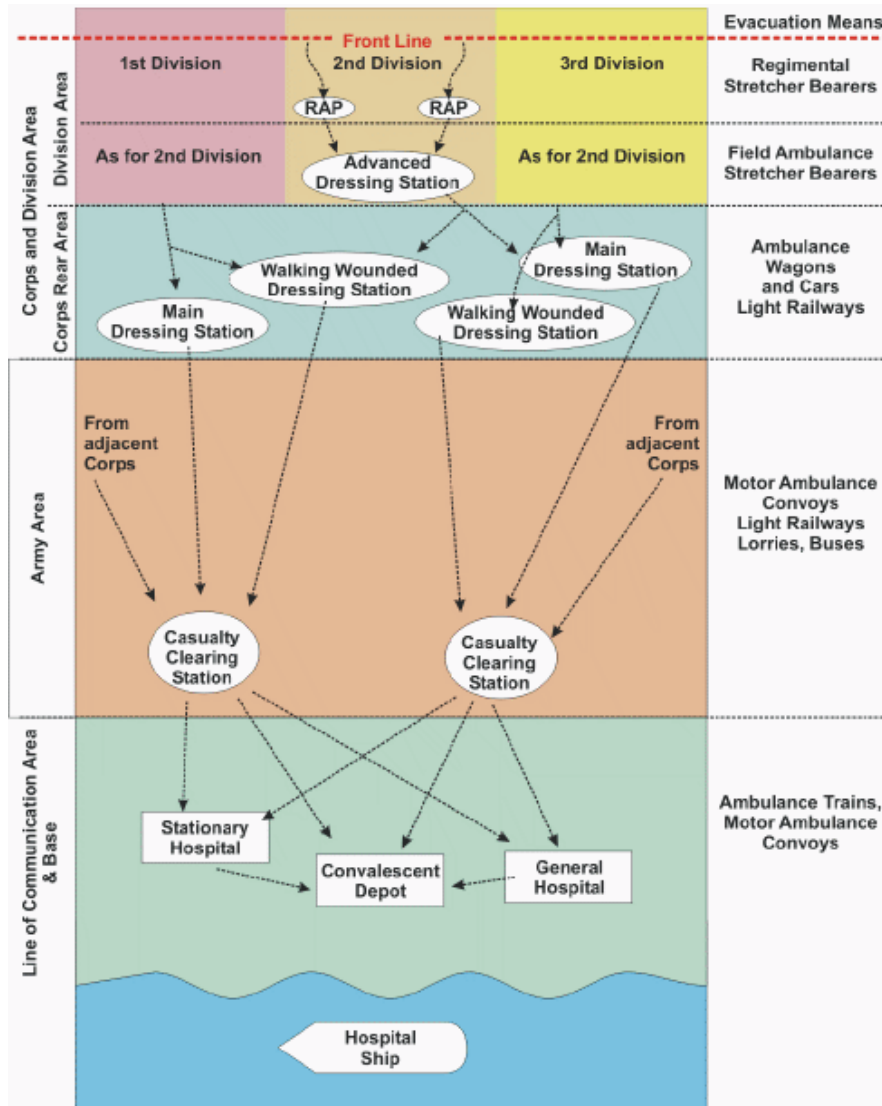 Evacuation Means
Front Line
1st Division
2nd Division
3rd Division
Regimental
Stretcher Bearers
RAP
RAP
Division Area
Corps and Division Area
As for 2nd Division
Advanced
Dressing Station
As for 2nd Division
Field Ambulance
Stretcher Bearers
Corps Rear Area
Walking Wounded
Dressing Station
Main
Dressing Station
Main
Dressing Station
Walking Wounded
Dressing Station
Ambulance
Wagons
and Cars
Light Railways
Army Area
From
adjacent
Corps
From
adjacent
Corps
Motor Ambulance
Convoys
Light Railways
Lorries, Buses
Casualty
Clearing
Station
Casualty
Clearing
Station
Line of Communication Area
& Base
Stationary
Hospital
Convalescent
Depot
General
Hospital
Ambulance Trains,
Motor Ambulance
Convoys
Hospital
Ship